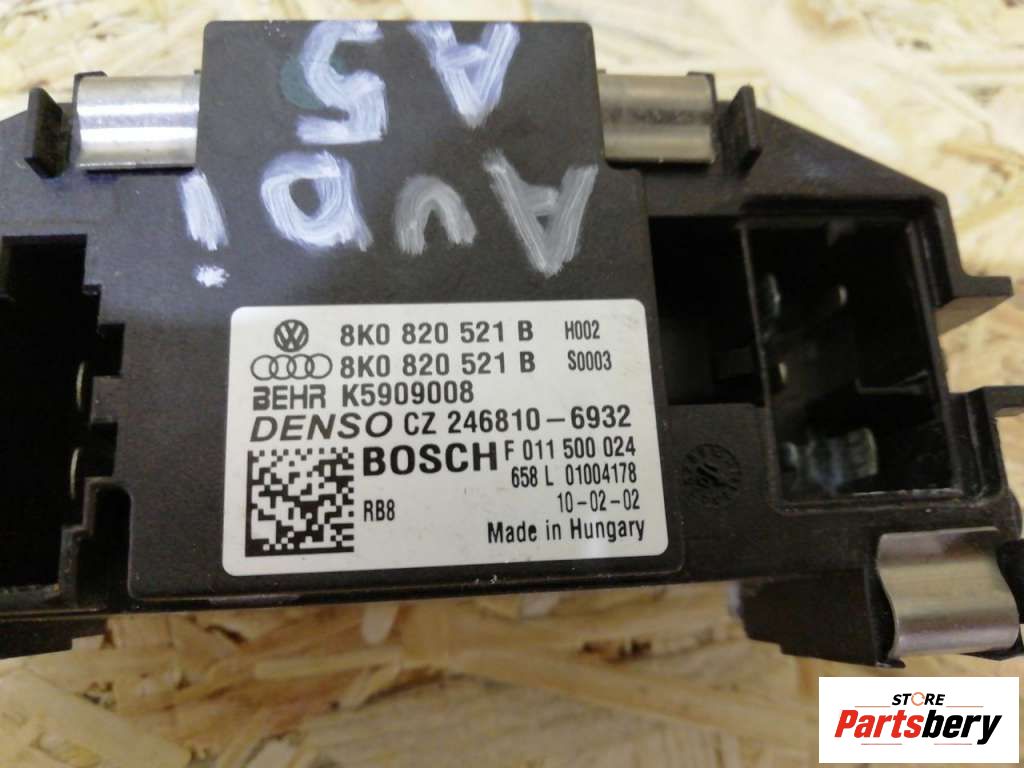 AUDi
A5
8K0 820 521 B H002
8K0 820 521 B S0003
BEHR K5909008
DENSO CZ 246810-6932
BOSCH F 011 500 024
658 L 01004178
RB8 10-02-02
Made in Hungary
STORE
Partsbery